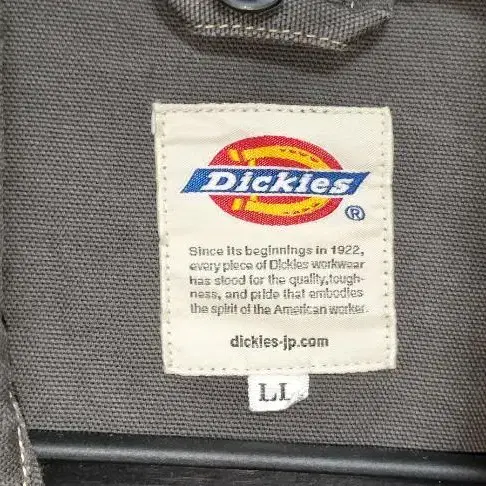 Dickies
®
Since its beginnings in 1922,
every piece of Dickies workwear
has stood for the quality,tough-
ness, and pride that embodies
the spirit of the American worker.
dickies-jp.com
LL